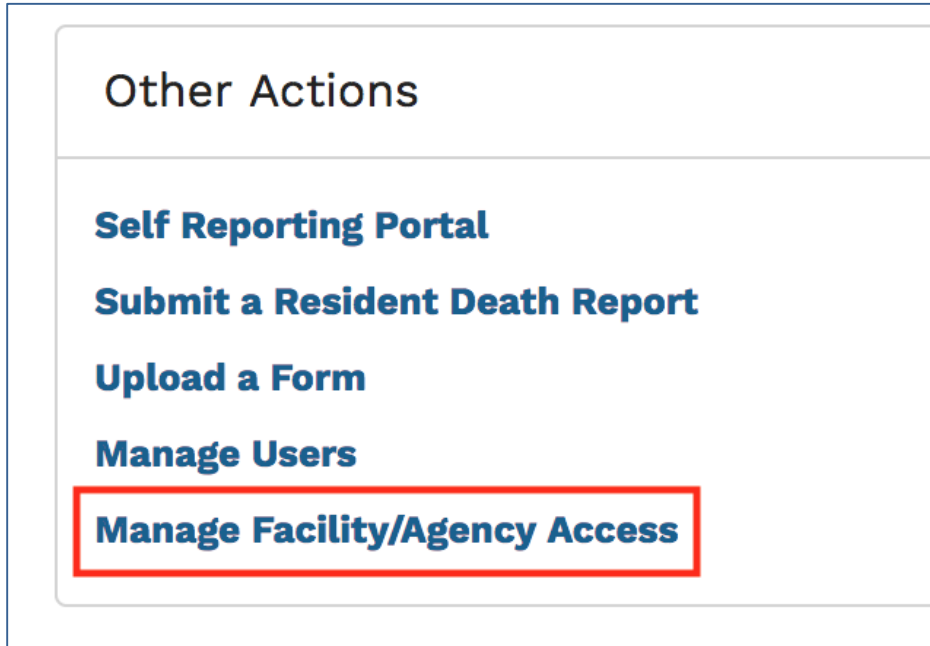 Other Actions
Self Reporting Portal
Submit a Resident Death Report
Upload a Form
Manage Users
Manage Facility/Agency Access